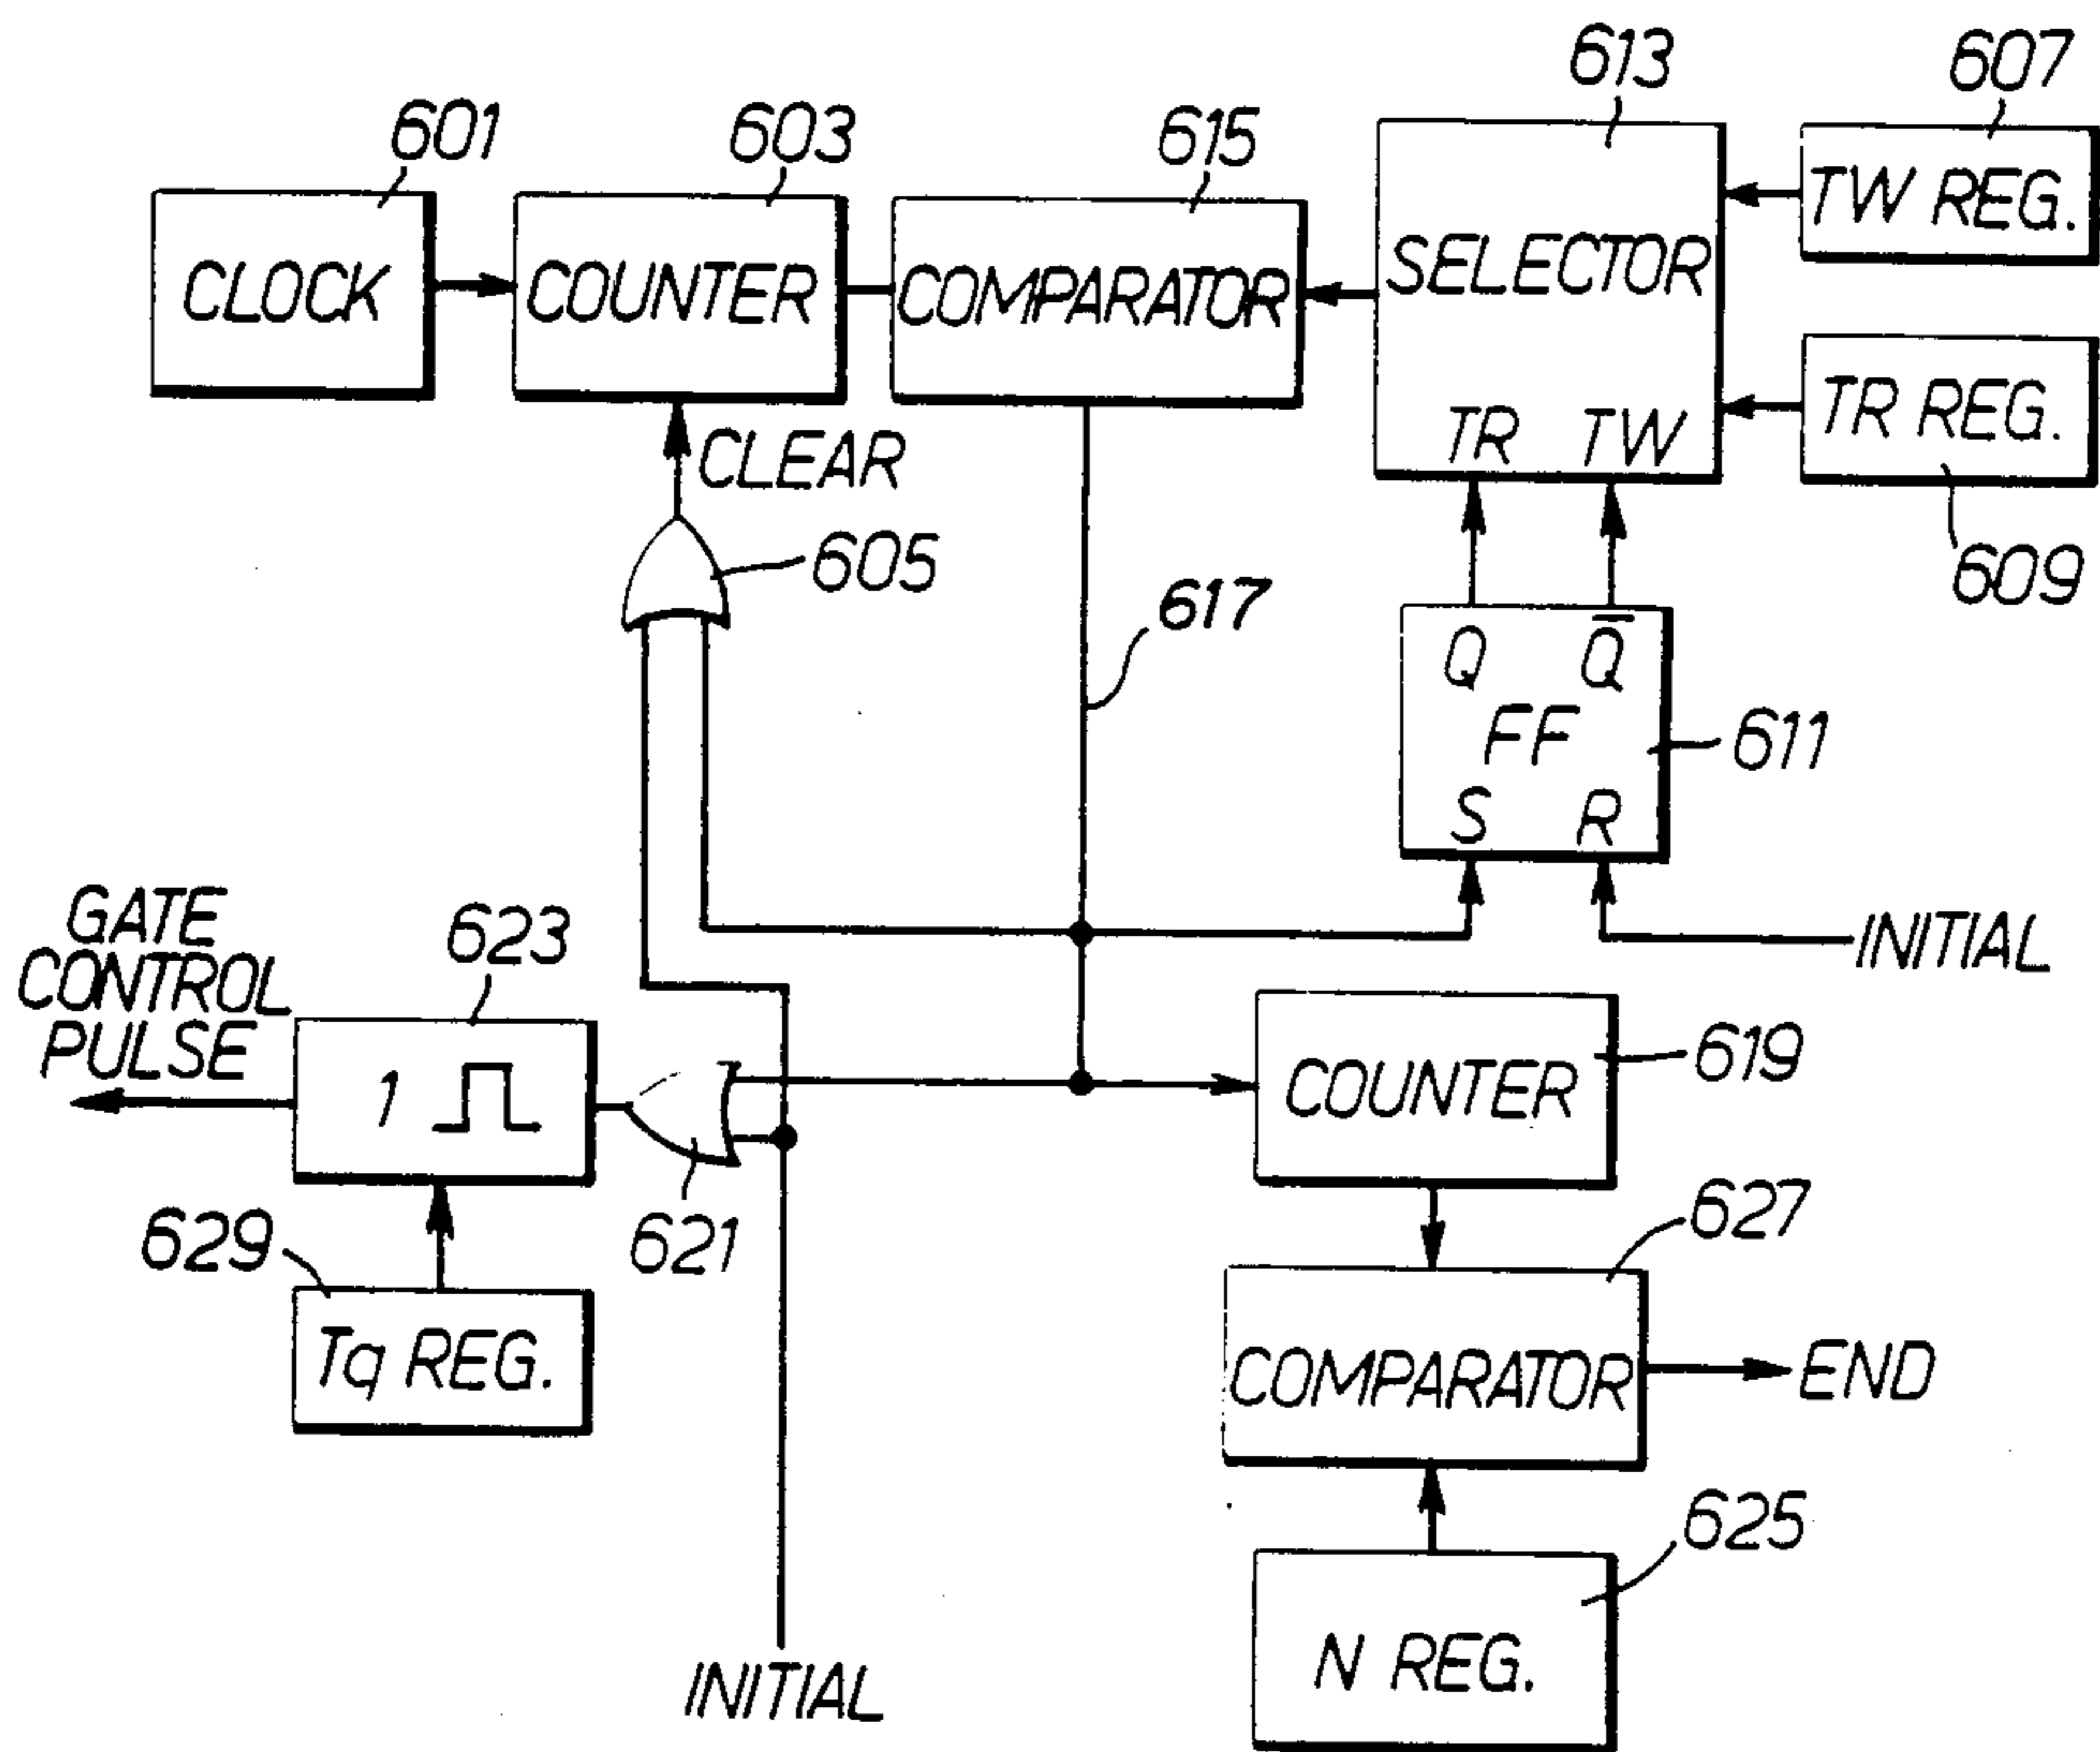 613
607
601
603
615
TW REG.
CLOCK
COUNTER
COMPARATOR
SELECTOR
TR REG.
TR TW
CLEAR
605
609
617
Q Q̅
FF
611
S R
GATE
CONTROL
PULSE
623
INITIAL
1
COUNTER
619
629
621
627
Tq REG.
COMPARATOR
END
625
N REG.
INITIAL